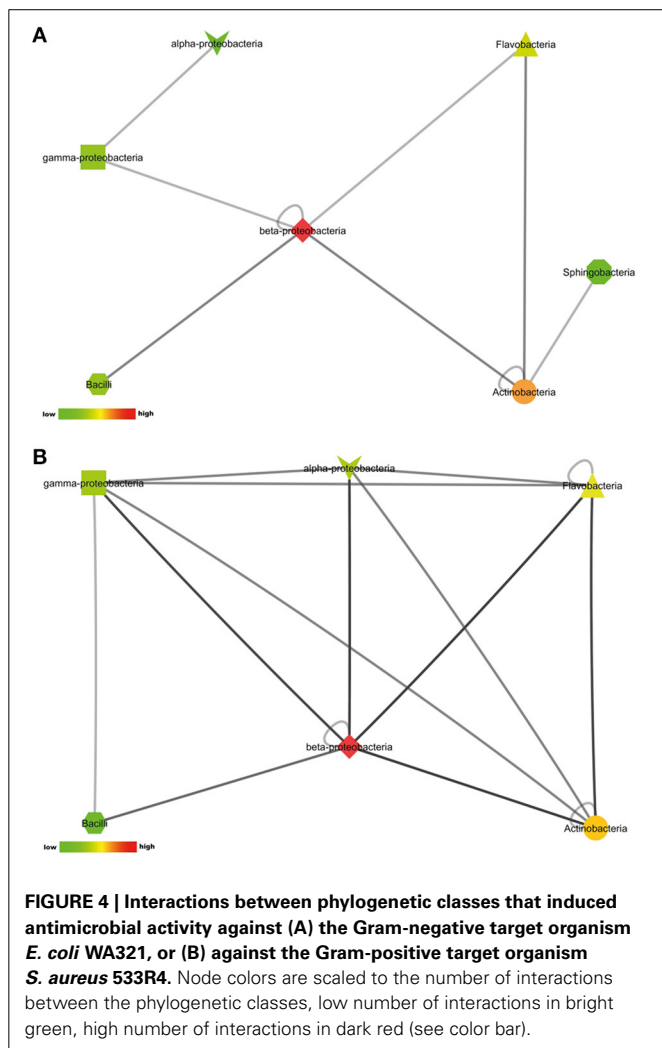 A
alpha-proteobacteria
Flavobacteria
gamma-proteobacteria
beta-proteobacteria
Sphingobacteria
Bacilli
Actinobacteria
low high
B
alpha-proteobacteria
gamma-proteobacteria
Flavobacteria
beta-proteobacteria
Bacilli
Actinobacteria
low high
FIGURE 4 | Interactions between phylogenetic classes that induced
antimicrobial activity against (A) the Gram-negative target organism
E. coli WA321, or (B) against the Gram-positive target organism
S. aureus 533R4. Node colors are scaled to the number of interactions
between the phylogenetic classes, low number of interactions in bright
green, high number of interactions in dark red (see color bar).